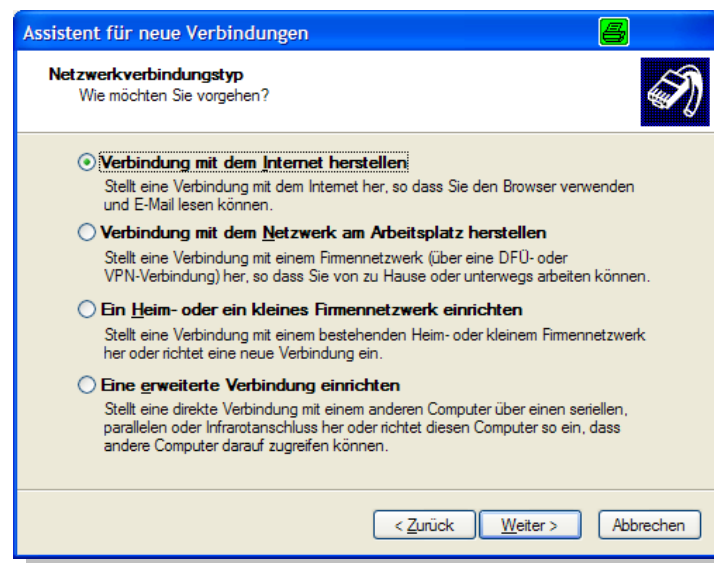 Assistent für neue Verbindungen
Netzwerkverbindungstyp
Wie möchten Sie vorgehen?
Verbindung mit dem Internet herstellen
Stellt eine Verbindung mit dem Internet her, so dass Sie den Browser verwenden
und E-Mail lesen können.
Verbindung mit dem Netzwerk am Arbeitsplatz herstellen
Stellt eine Verbindung mit einem Firmennetzwerk (über eine DFÜ- oder
VPN-Verbindung) her, so dass Sie von zu Hause oder unterwegs arbeiten können.
Ein Heim- oder ein kleines Firmennetzwerk einrichten
Stellt eine Verbindung mit einem bestehenden Heim- oder kleinem Firmennetzwerk
her oder richtet eine neue Verbindung ein.
Eine erweiterte Verbindung einrichten
Stellt eine direkte Verbindung mit einem anderen Computer über einen seriellen,
parallelen oder Infrarotanschluss her oder richtet diesen Computer so ein, dass
andere Computer darauf zugreifen können.
< Zurück Weiter > Abbrechen